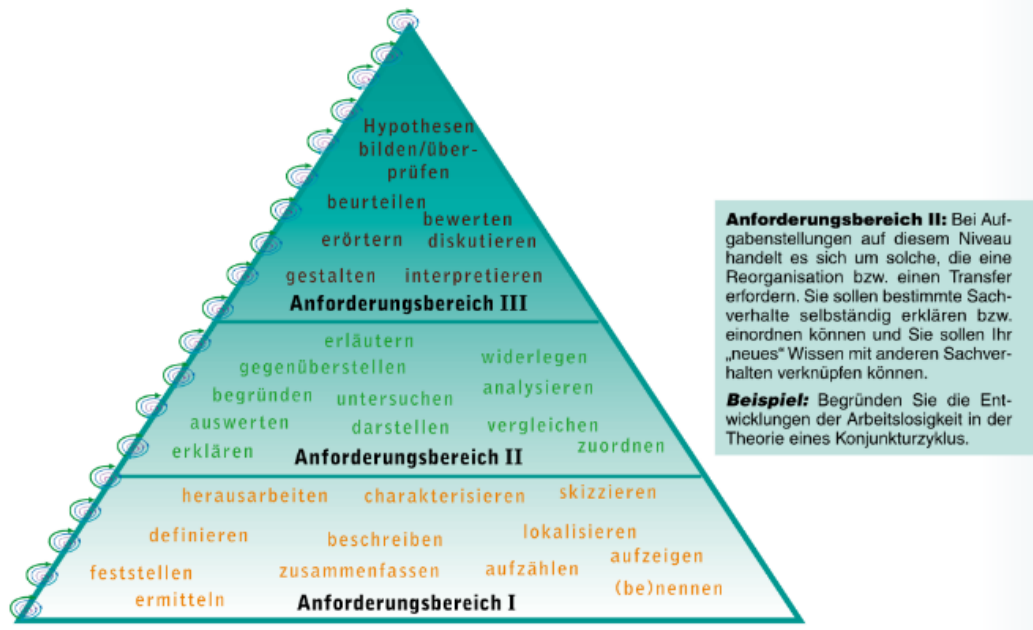 Hypothesen
bilden/über-
prüfen
beurteilen
bewerten
erörtern diskutieren
gestalten interpretieren
Anforderungsbereich III
erläutern
gegenüberstellen widerlegen
begründen untersuchen analysieren
auswerten darstellen vergleichen
erklären zuordnen
Anforderungsbereich II
herausarbeiten charakterisieren skizzieren
definieren beschreiben lokalisieren
feststellen zusammenfassen aufzählen aufzeigen
ermitteln (be)nennen
Anforderungsbereich I
Anforderungsbereich II: Bei Auf-
gabenstellungen auf diesem Niveau
handelt es sich um solche, die eine
Reorganisation bzw. einen Transfer
erfordern. Sie sollen bestimmte Sach-
verhalte selbständig erklären bzw.
einordnen können und Sie sollen Ihr
„neues“ Wissen mit anderen Sachver-
halten verknüpfen können.
Beispiel: Begründen Sie die Ent-
wicklungen der Arbeitslosigkeit in der
Theorie eines Konjunkturzyklus.